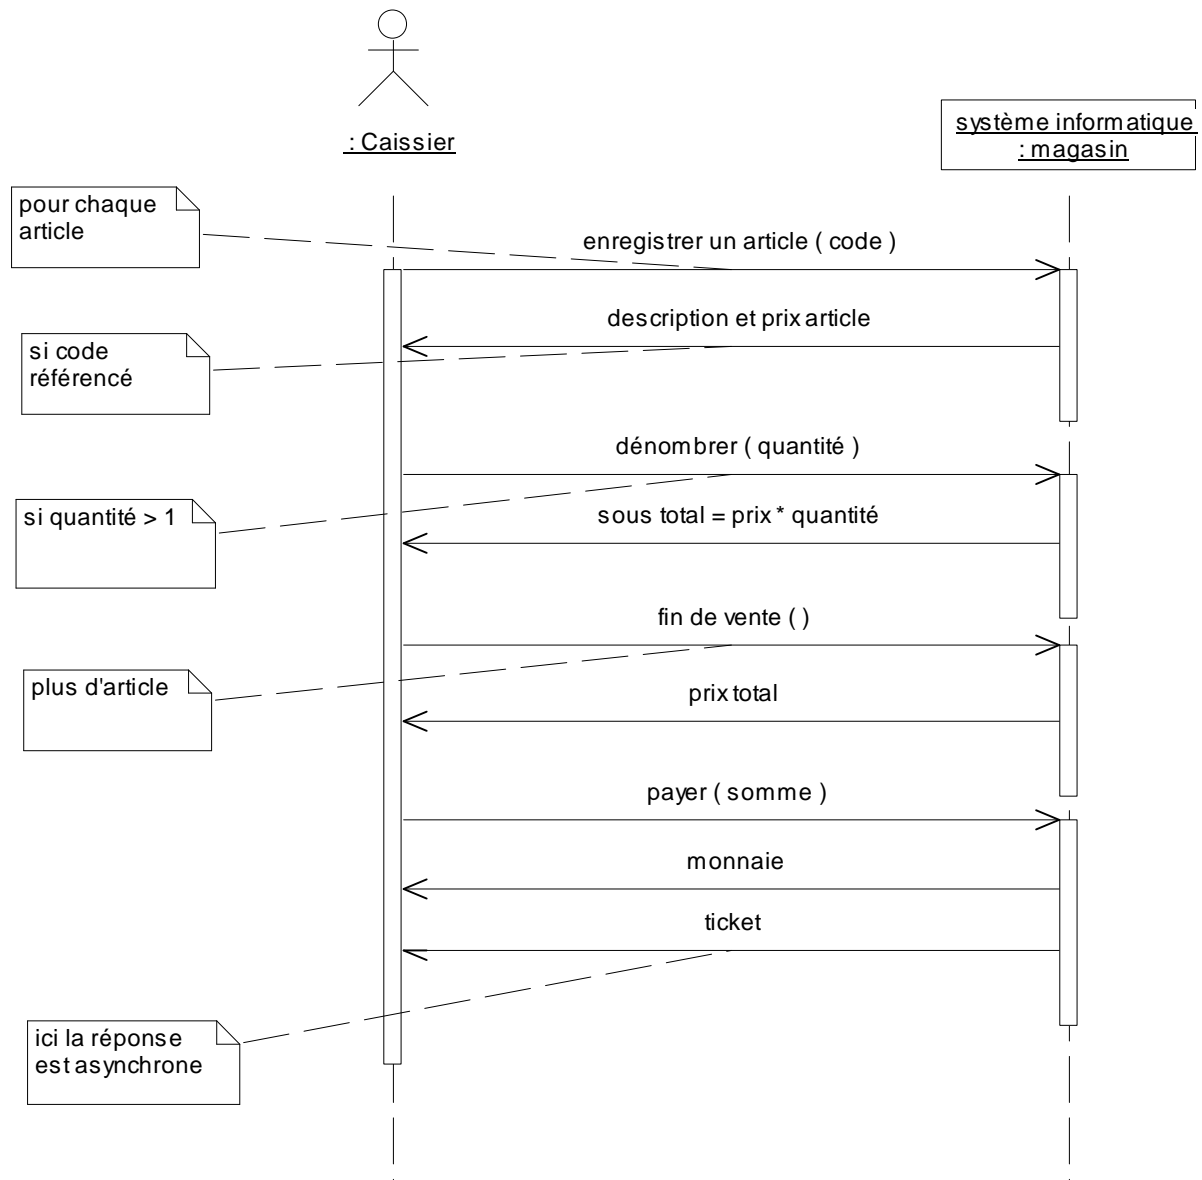 : Caissier
système informatique
: magasin
pour chaque
article
enregistrer un article ( code )
description et prix article
si code
référencé
dénombrer ( quantité )
si quantité > 1
sous total = prix * quantité
fin de vente ( )
plus d'article
prix total
payer ( somme )
monnaie
ticket
ici la réponse
est asynchrone